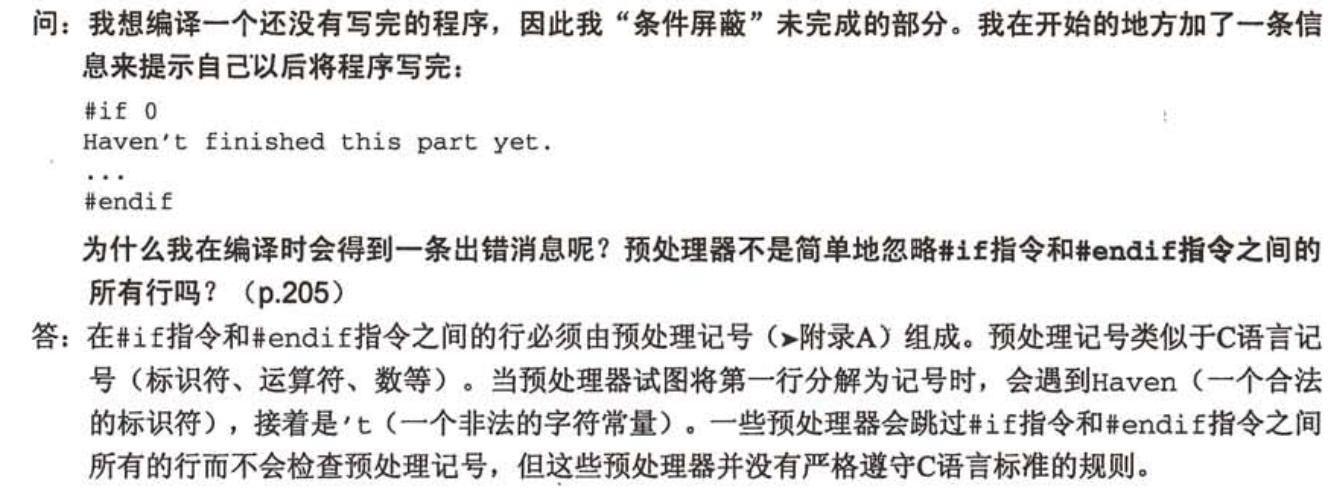 问：我想编译一个还没有写完的程序，因此我“条件屏蔽”未完成的部分。我在开始的地方加了一条信
息来提示自己以后将程序写完：
#if 0
Haven't finished this part yet.
...
#endif
为什么我在编译时会得到一条出错消息呢？预处理器不是简单地忽略#if指令和#endif指令之间的
所有行吗？（p.205）
答：在#if指令和#endif指令之间的行必须由预处理记号（➤附录A）组成。预处理记号类似于C语言记
号（标识符、运算符、数等）。当预处理器试图将第一行分解为记号时，会遇到Haven（一个合法
的标识符），接着是't（一个非法的字符常量）。一些预处理器会跳过#if指令和#endif指令之间
所有的行而不会检查预处理记号，但这些预处理器并没有严格遵守C语言标准的规则。